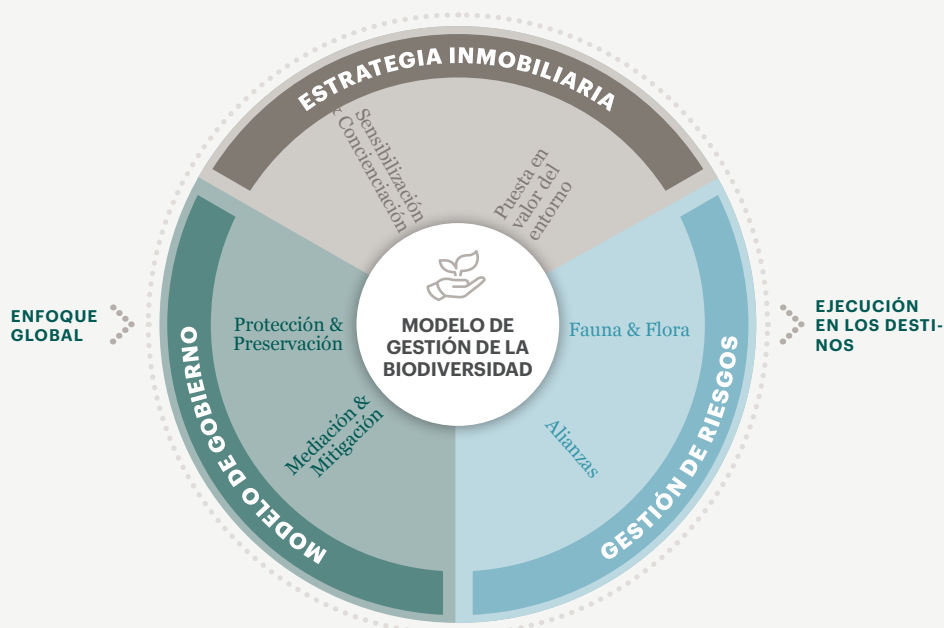 ESTRATEGIA INMOBILIARIA
Sensibilización
& Concienciación
Puesta en
valor del
entorno
ENFOQUE
GLOBAL
MODELO DE GOBIERNO
Protección &
Preservación
Mediación &
Mitigación
MODELO DE
GESTIÓN DE LA
BIODIVERSIDAD
Fauna & Flora
Alianzas
GESTIÓN DE RIESGOS
EJECUCIÓN
EN LOS DESTI-
NOS